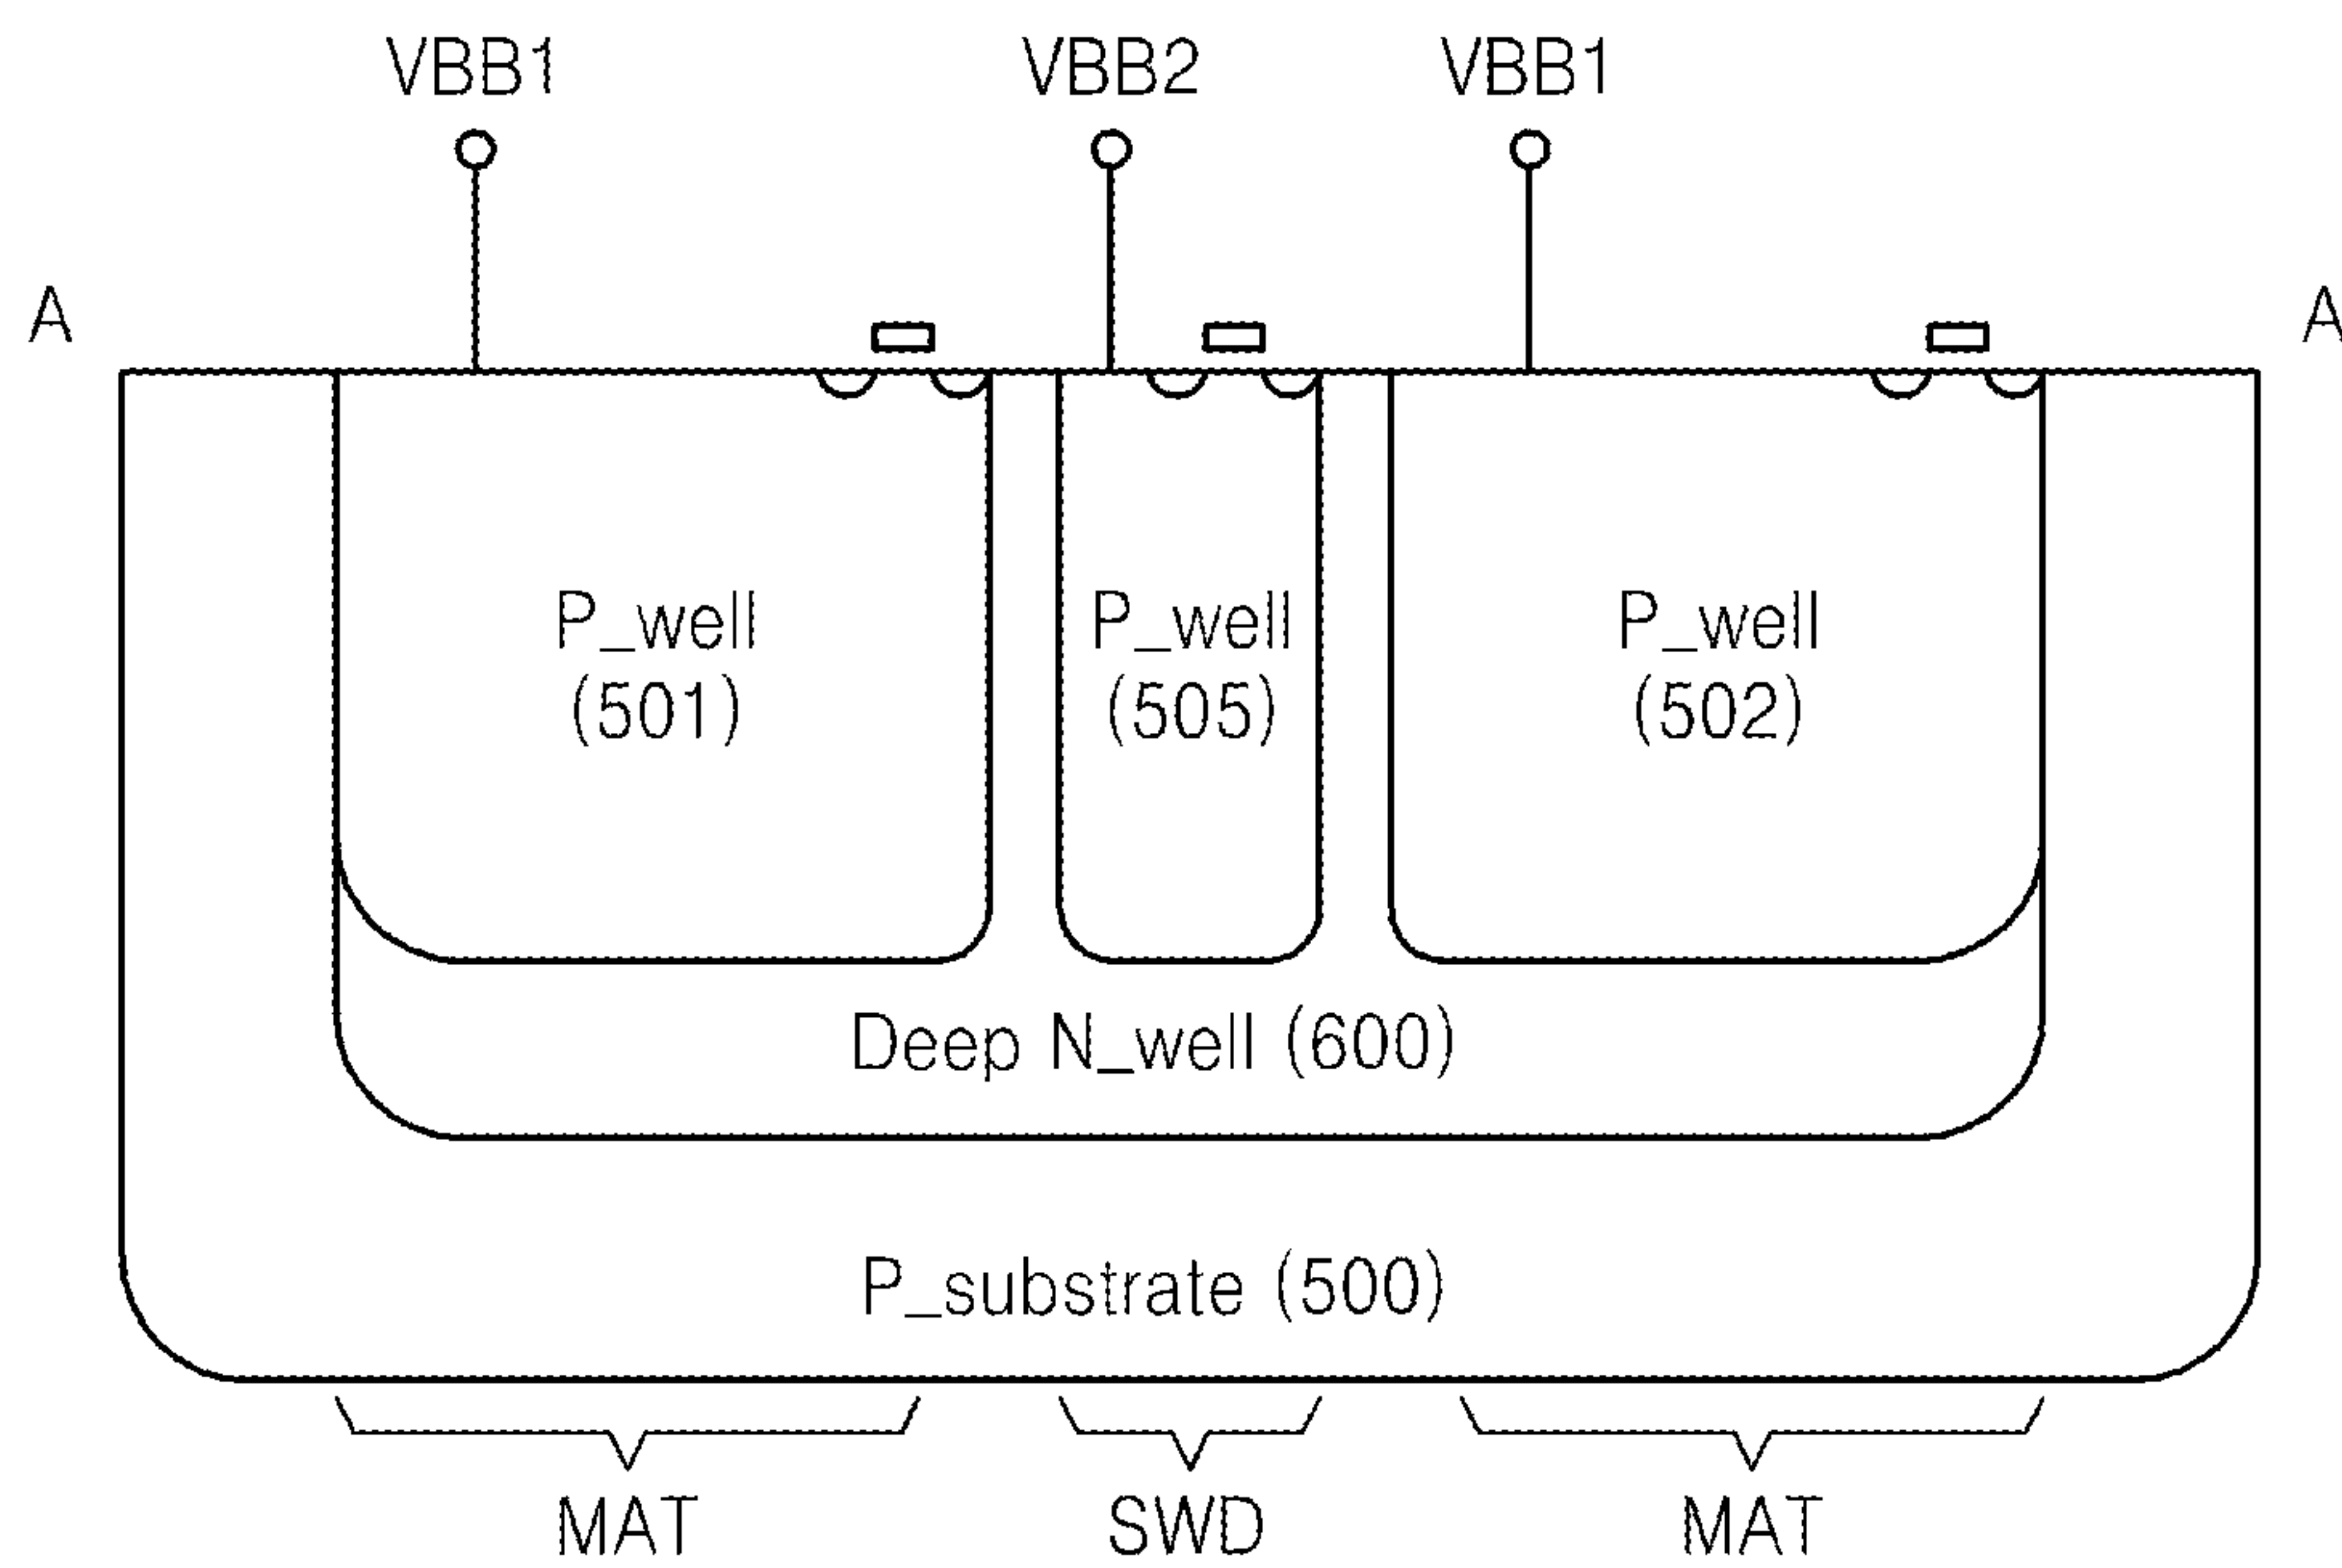 VBB1 VBB2 VBB1
A A
P_well P_well P_well
(501) (505) (502)
Deep N_well (600)
P_substrate (500)
MAT SWD MAT